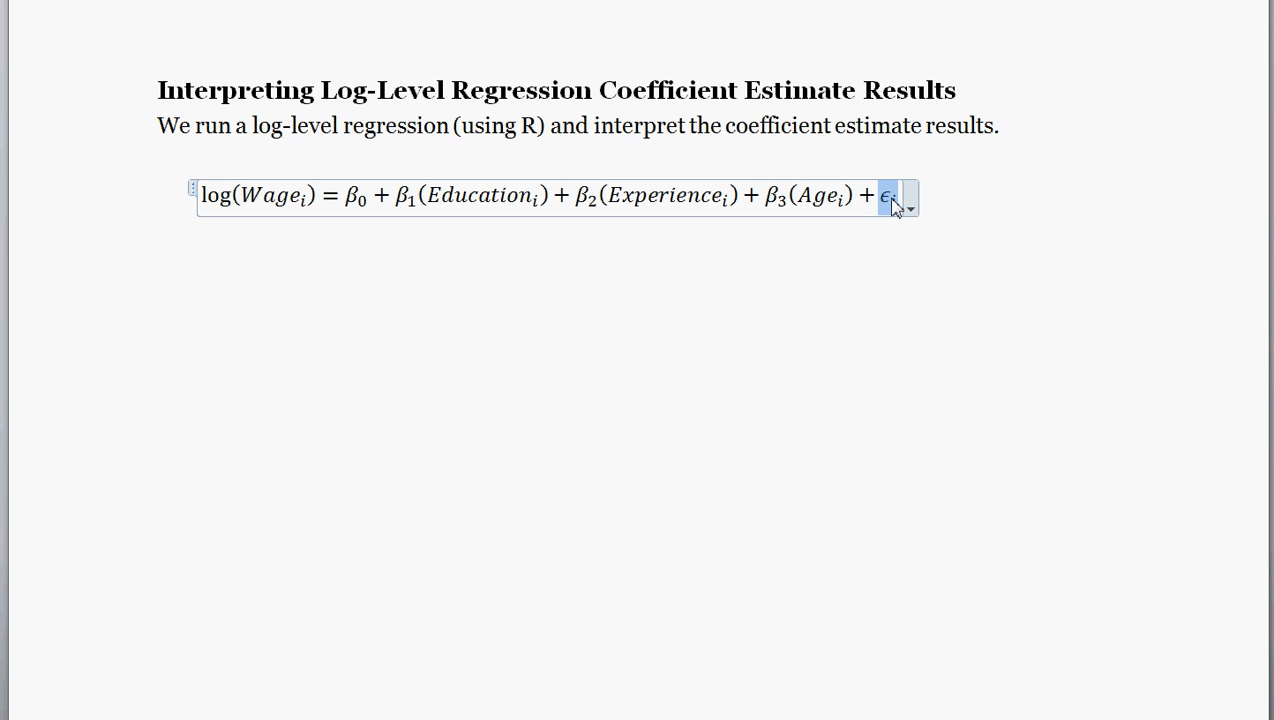 Interpreting Log-Level Regression Coefficient Estimate Results
We run a log-level regression (using R) and interpret the coefficient estimate results.
log(Wageᵢ) = β₀ + β₁(Educationᵢ) + β₂(Experienceᵢ) + β₃(Ageᵢ) + ϵᵢ